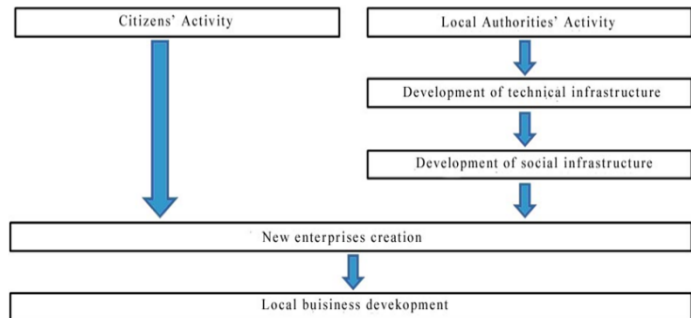 Citizens' Activity
Local Authorities' Activity
Development of technical infrastructure
Development of social infrastructure
New enterprises creation
Local buisiness devekopment